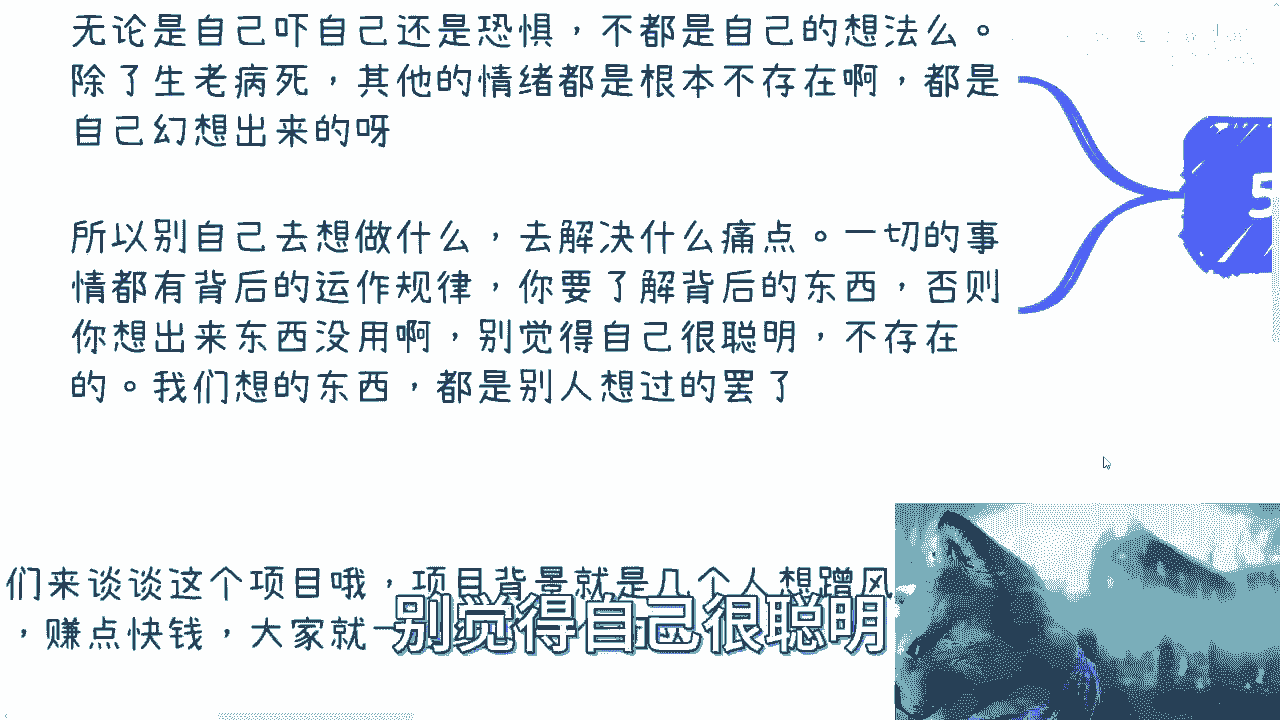 无论是自己吓自己还是恐惧，不都是自己的想法么。
除了生老病死，其他的情绪都是根本不存在啊，都是
自己幻想出来的呀
5
所以别自己去想做什么，去解决什么痛点。一切的事
情都有背后的运作规律，你要了解背后的东西，否则
你想出来东西没用啊，别觉得自己很聪明，不存在
的。我们想的东西，都是别人想过的罢了
们来谈谈这个项目哦，项目背景就是几个人想蹭风
，赚点快钱，大家就一
别觉得自己很聪明